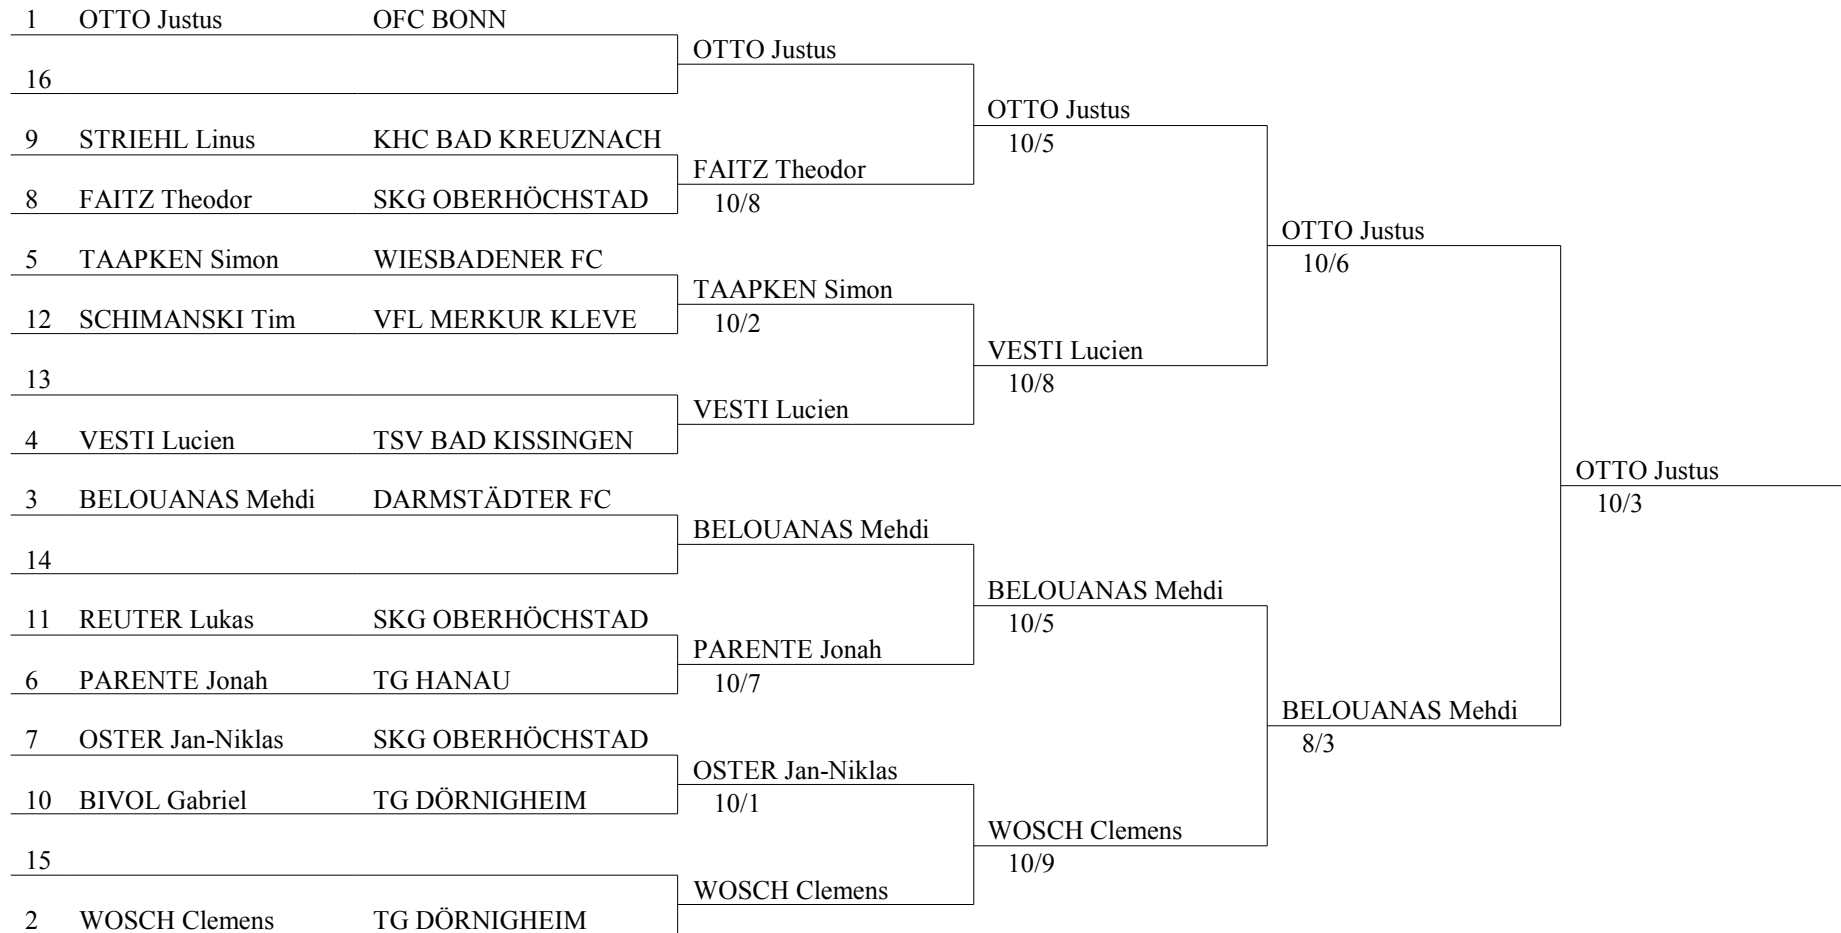 1 OTTO Justus OFC BONN
OTTO Justus
16
OTTO Justus
9 STRIEHL Linus KHC BAD KREUZNACH
10/5
FAITZ Theodor
8 FAITZ Theodor SKG OBERHÖCHSTAD
10/8
OTTO Justus
5 TAAPKEN Simon WIESBADENER FC
10/6
TAAPKEN Simon
12 SCHIMANSKI Tim VFL MERKUR KLEVE
10/2
VESTI Lucien
13
10/8
VESTI Lucien
4 VESTI Lucien TSV BAD KISSINGEN
OTTO Justus
3 BELOUANAS Mehdi DARMSTÄDTER FC
10/3
BELOUANAS Mehdi
14
BELOUANAS Mehdi
11 REUTER Lukas SKG OBERHÖCHSTAD
10/5
PARENTE Jonah
6 PARENTE Jonah TG HANAU
10/7
BELOUANAS Mehdi
7 OSTER Jan-Niklas SKG OBERHÖCHSTAD
8/3
OSTER Jan-Niklas
10 BIVOL Gabriel TG DÖRNIGHEIM
10/1
WOSCH Clemens
15
10/9
WOSCH Clemens
2 WOSCH Clemens TG DÖRNIGHEIM